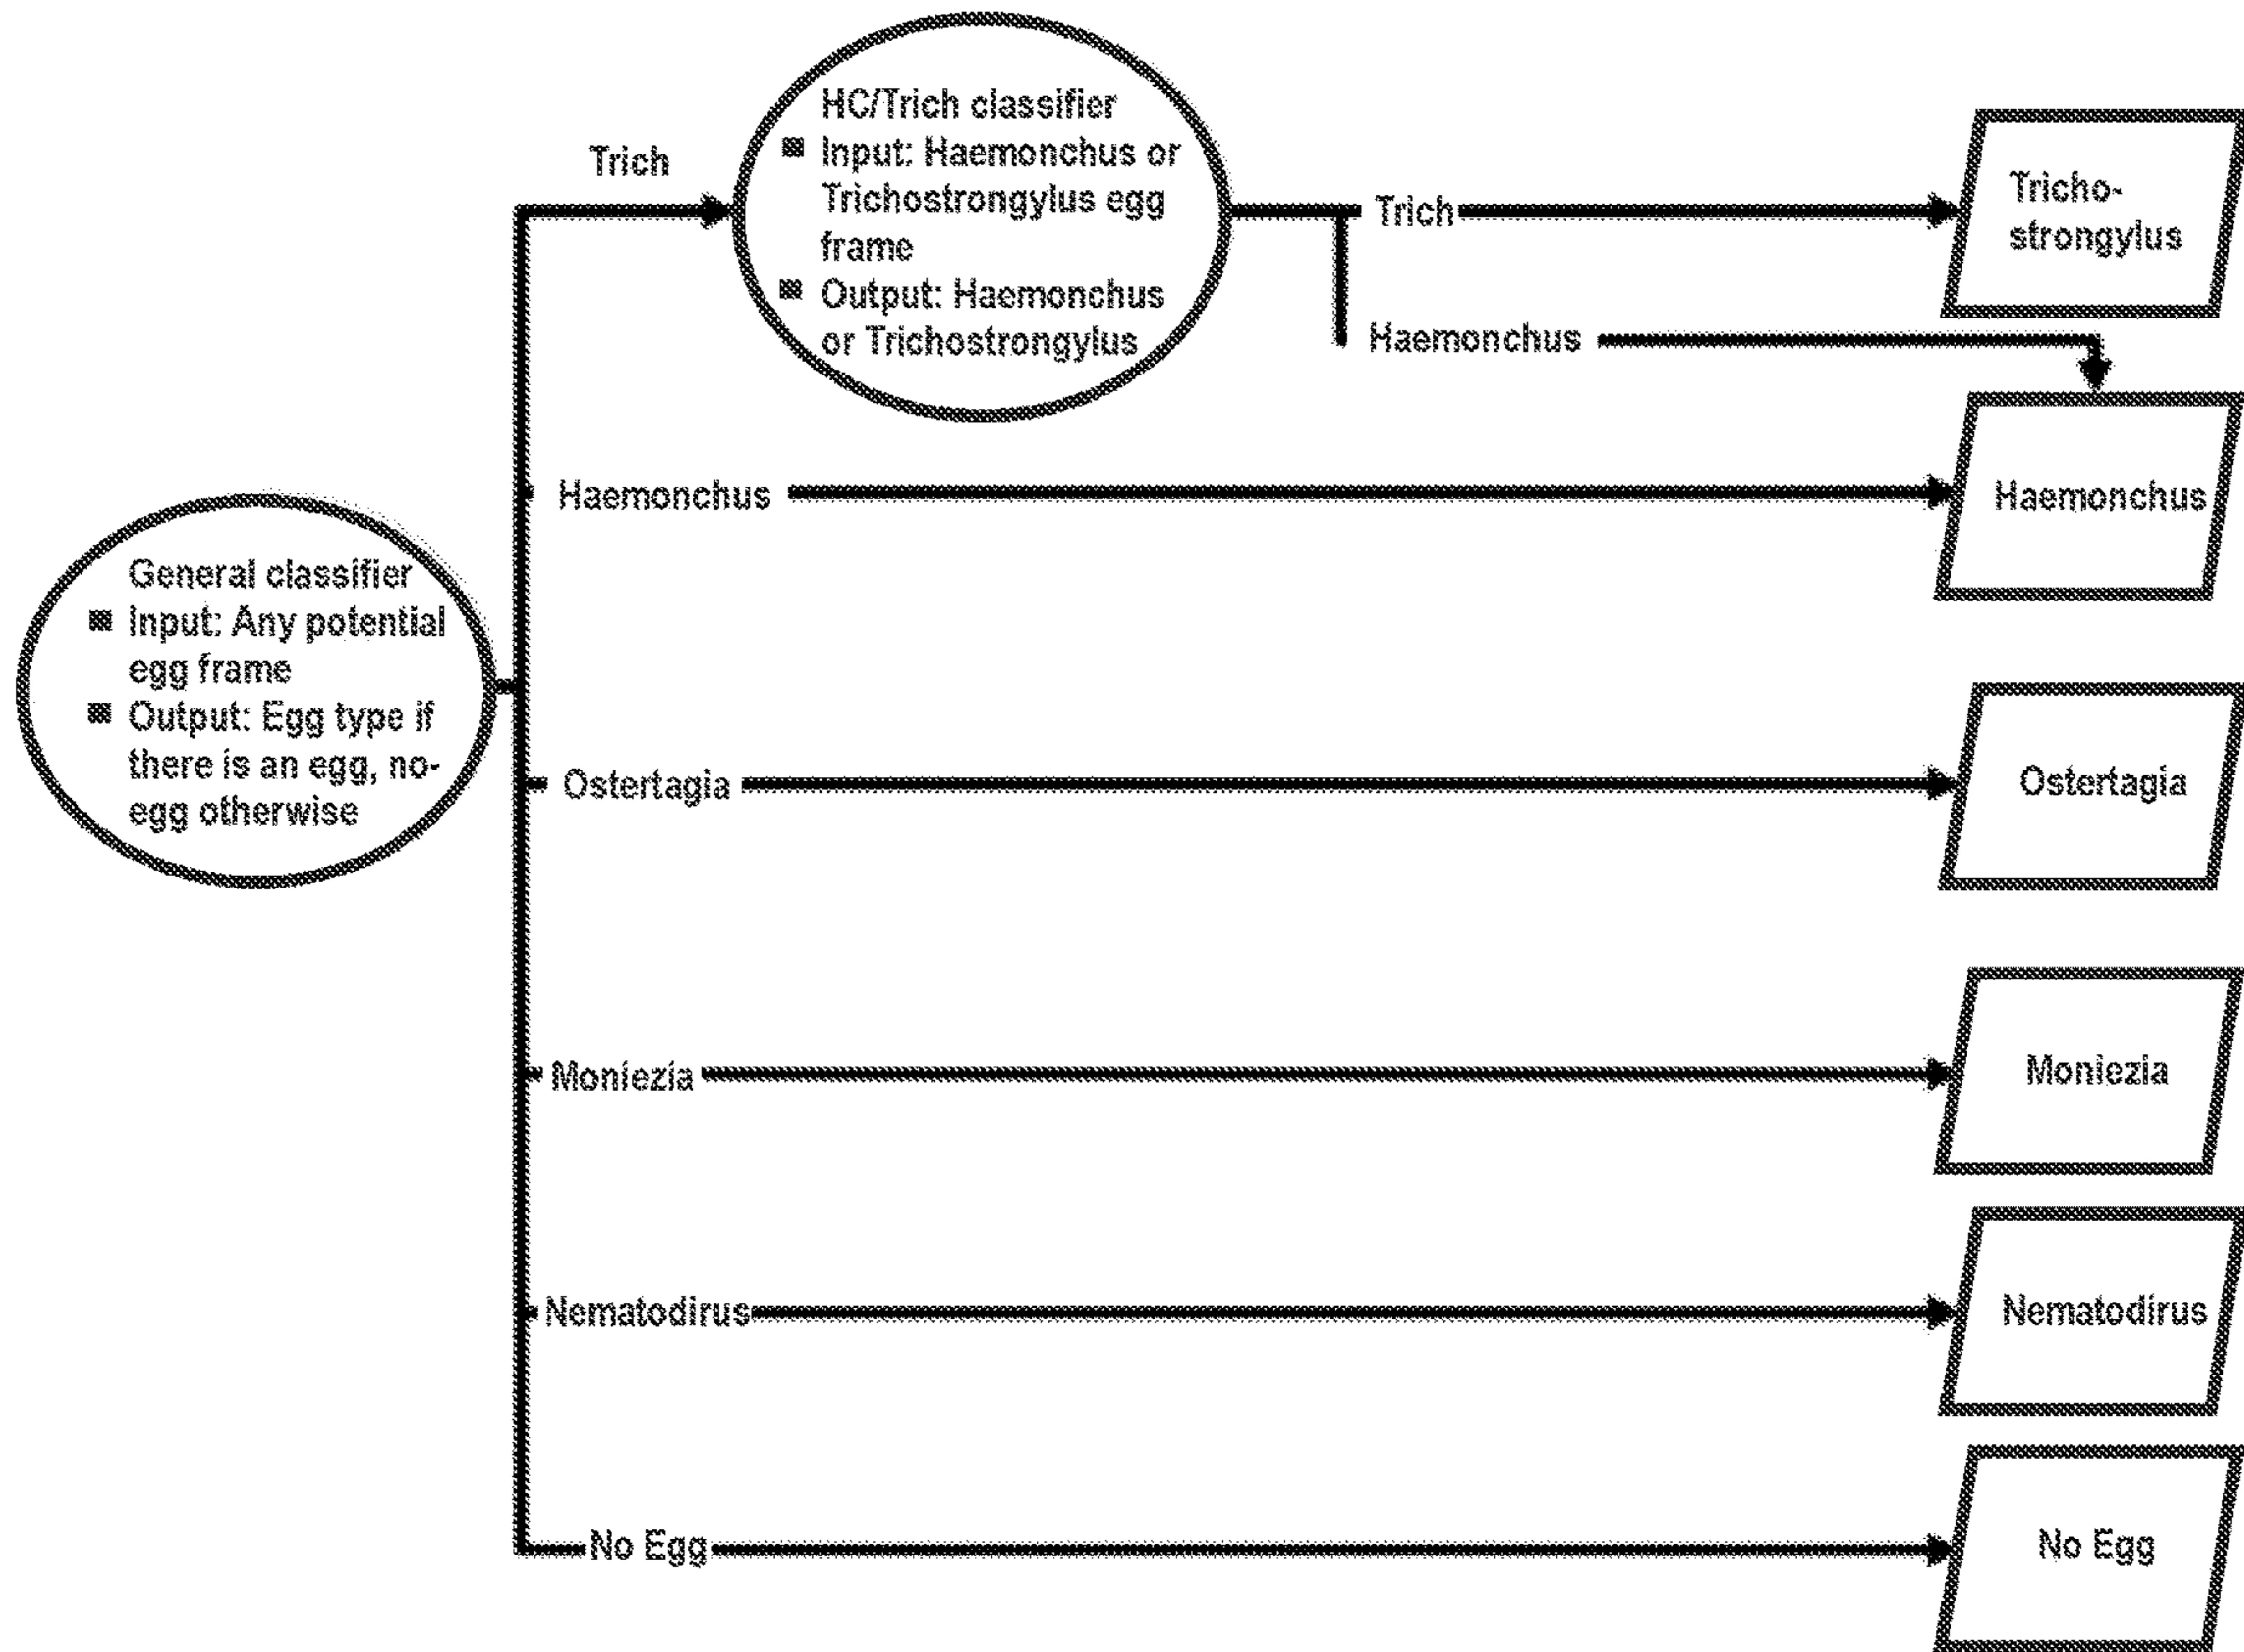 HC/Trich classifier
Input: Haemonchus or
Trichostrongylus egg
frame
Output: Haemonchus
or Trichostrongylus
Trich
Trich
Tricho-
strongylus
Haemonchus
Haemonchus
Haemonchus
General classifier
Input: Any potential
egg frame
Output: Egg type if
there is an egg, no-
egg otherwise
Ostertagia
Ostertagia
Moniezia
Moniezia
Nematodirus
Nematodirus
No Egg
No Egg